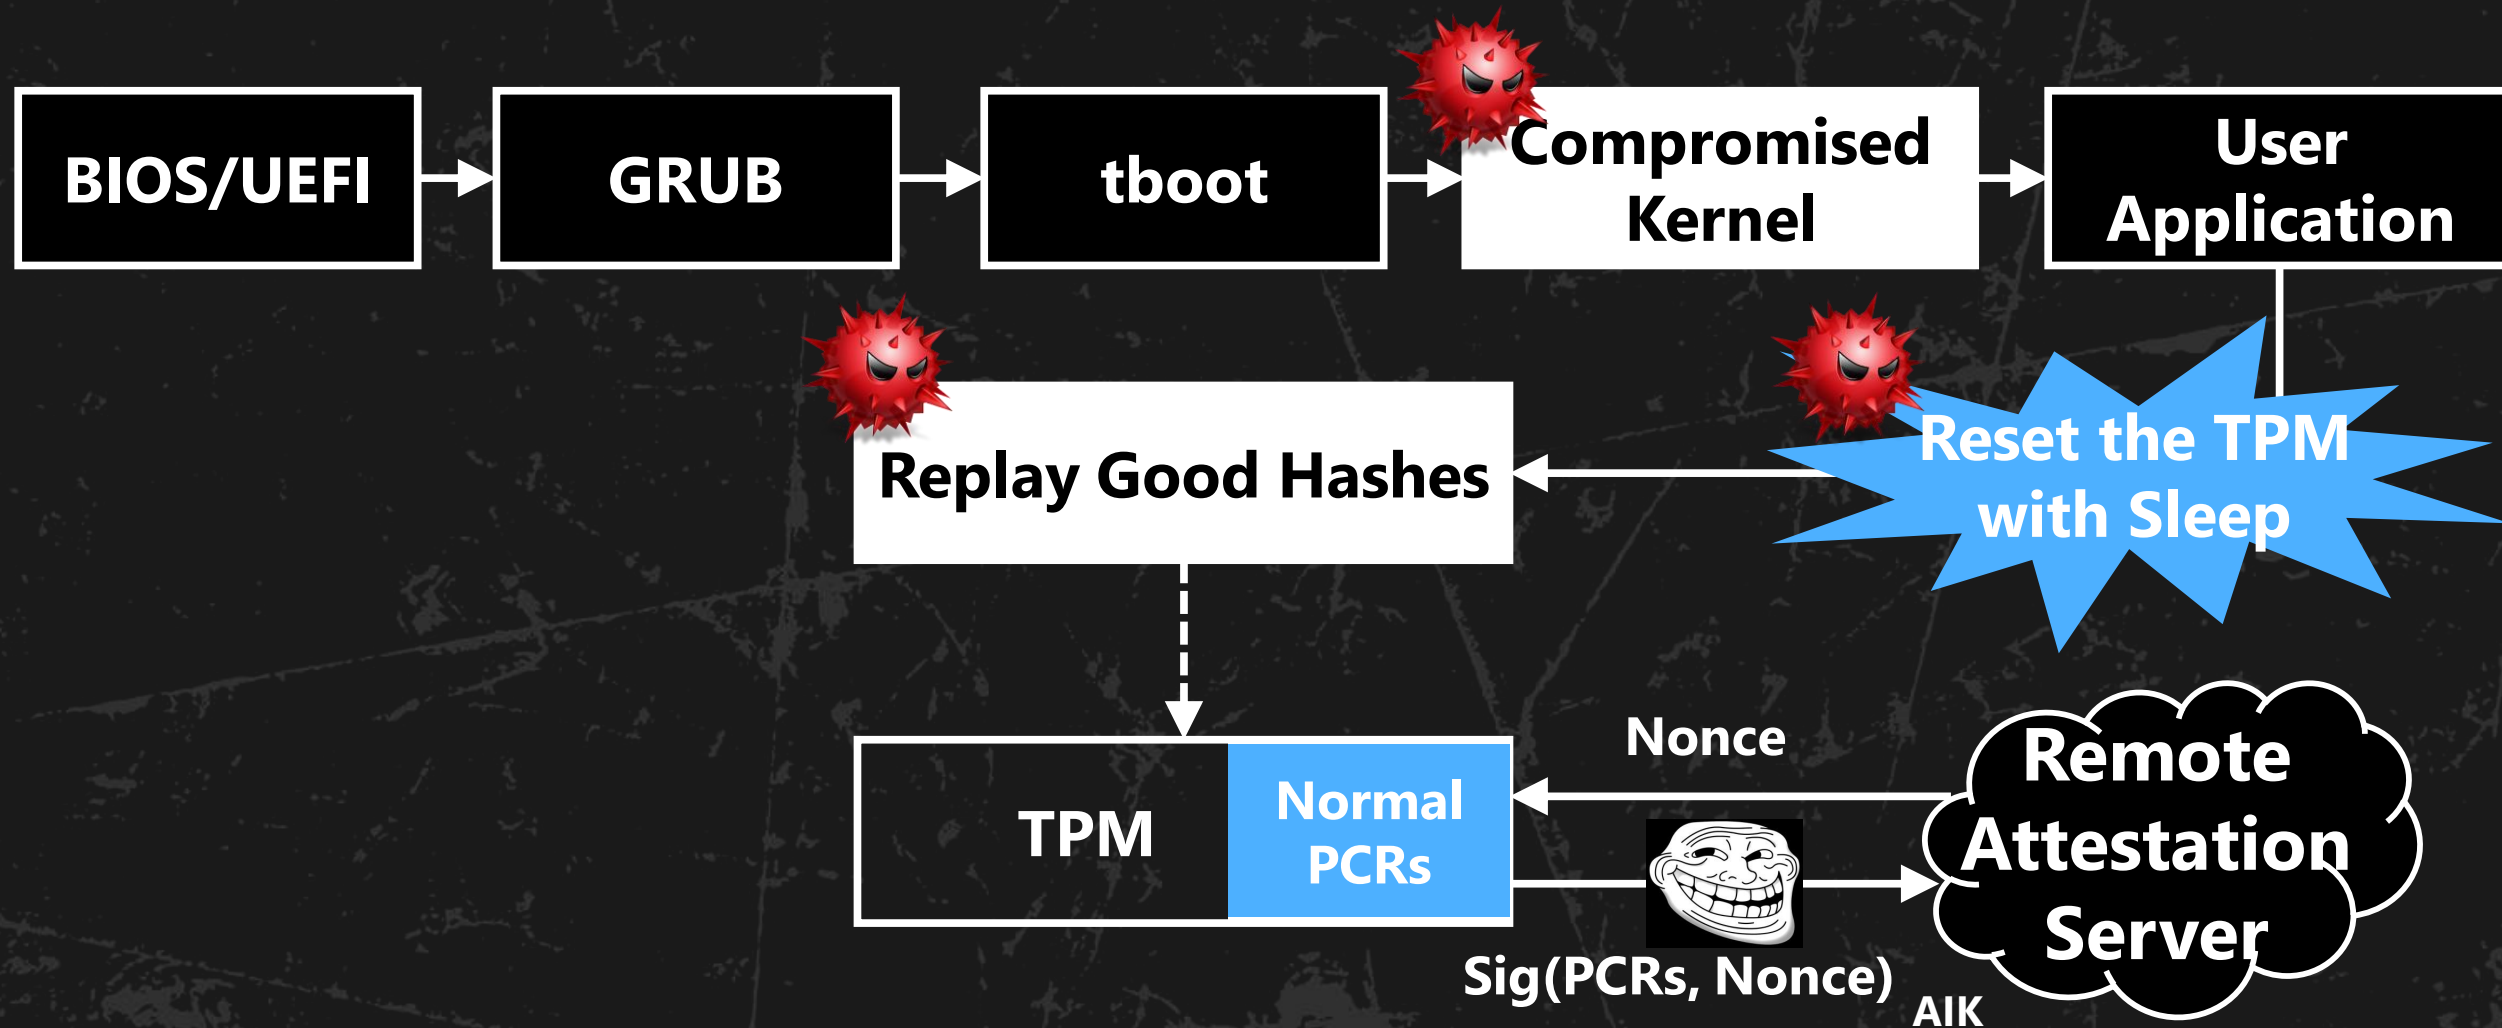 BIOS/UEFI
GRUB
tboot
Compromised
Kernel
User
Application
Replay Good Hashes
Reset the TPM
with Sleep
TPM
Normal
PCRs
Nonce
Sig(PCRs, Nonce)
AIK
Remote
Attestation
Server